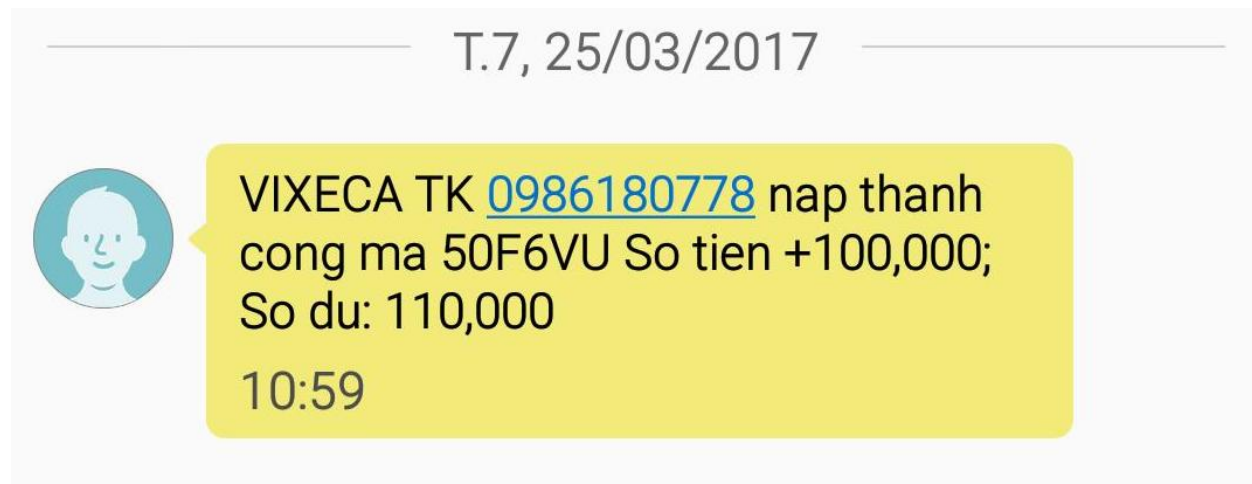 T.7, 25/03/2017
VIXECA TK 0986180778 nap thanh
cong ma 50F6VU So tien +100,000;
So du: 110,000
10:59